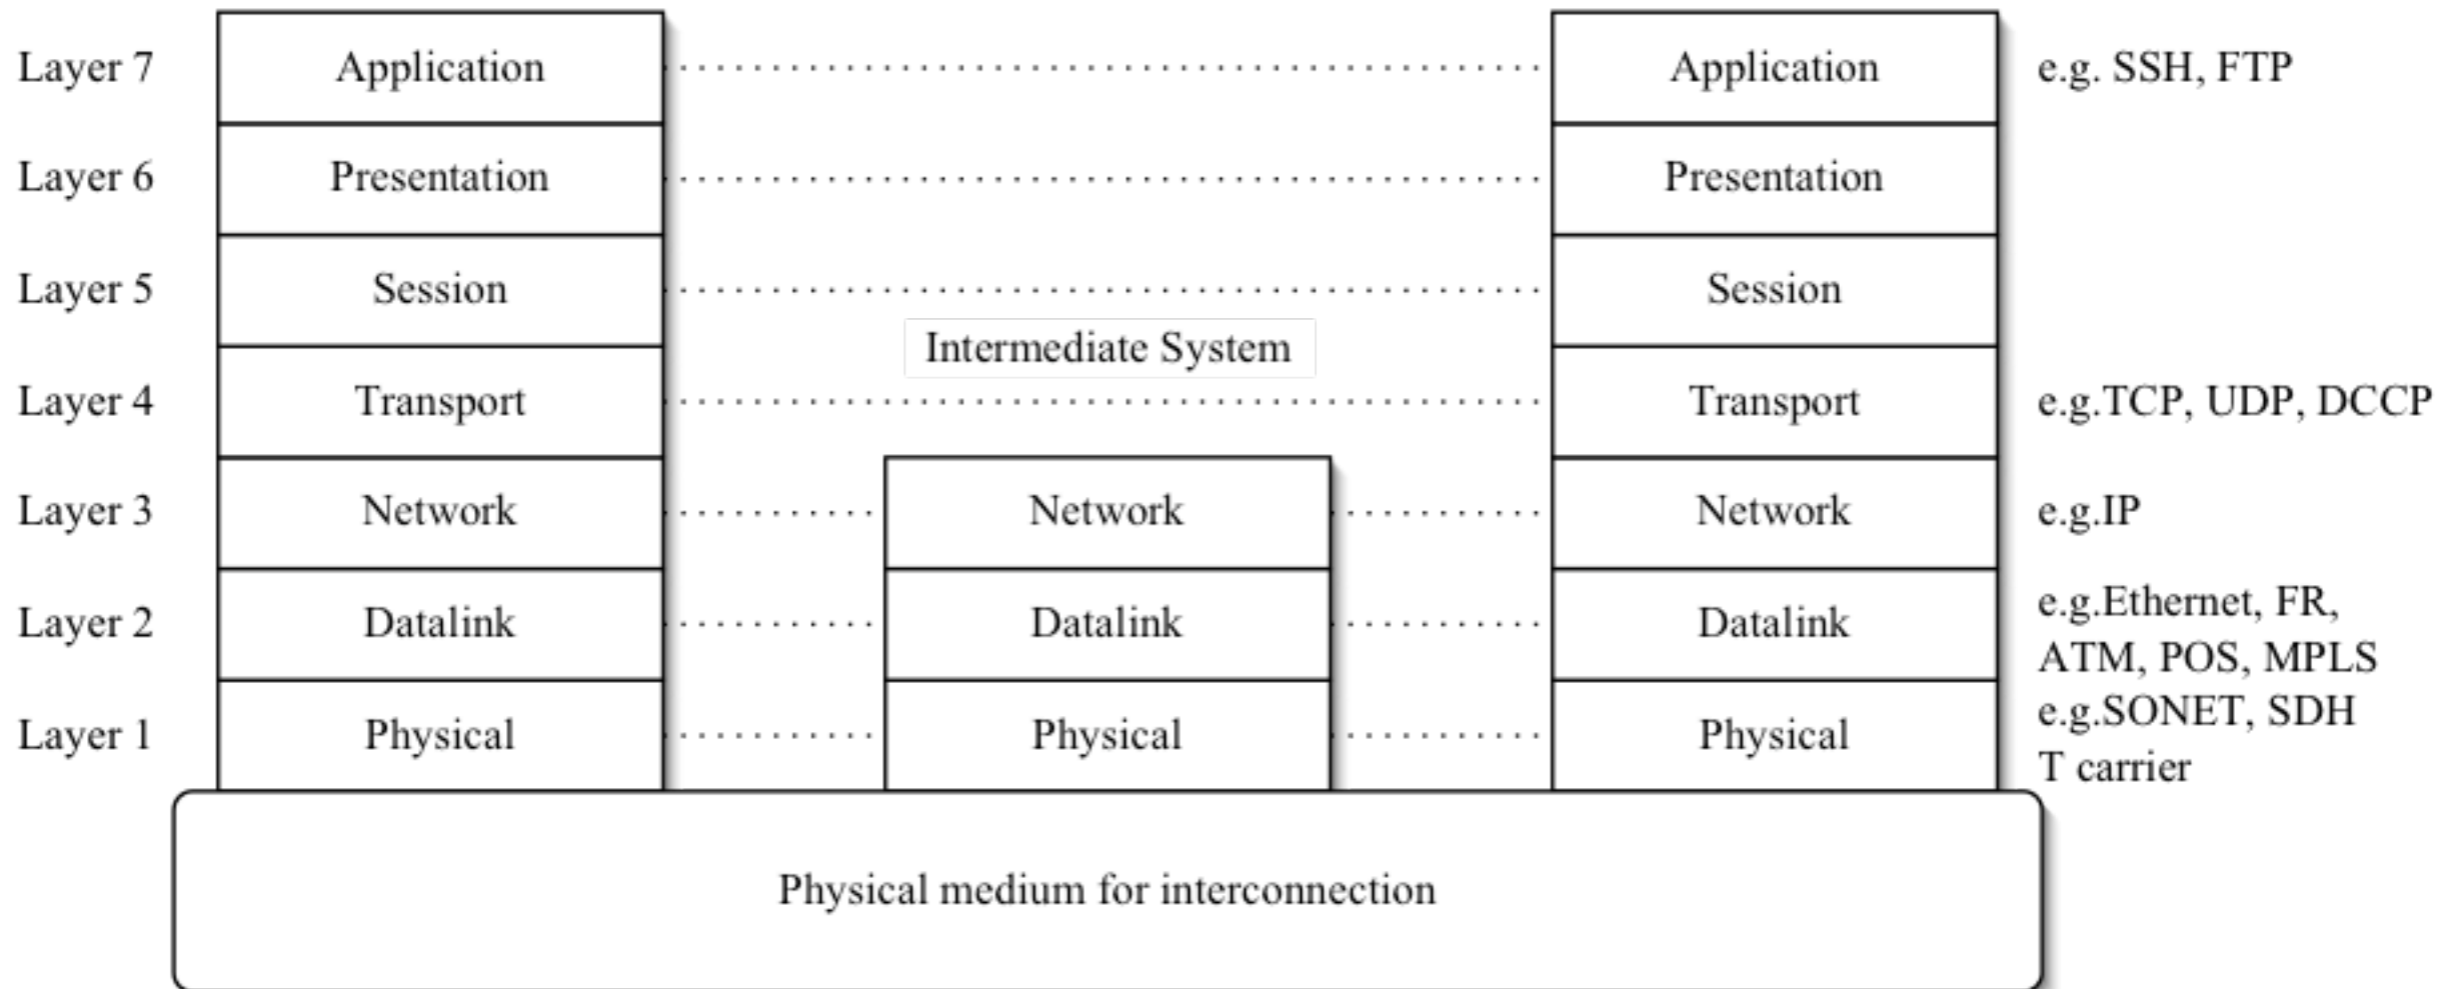 Layer 7 Application Application e.g. SSH, FTP
Layer 6 Presentation Presentation
Layer 5 Session Session
Intermediate System
Layer 4 Transport Transport e.g.TCP, UDP, DCCP
Layer 3 Network Network Network e.g.IP
e.g.Ethernet, FR,
Layer 2 Datalink Datalink Datalink
ATM, POS, MPLS
e.g.SONET, SDH
Layer 1 Physical Physical Physical
T carrier
Physical medium for interconnection